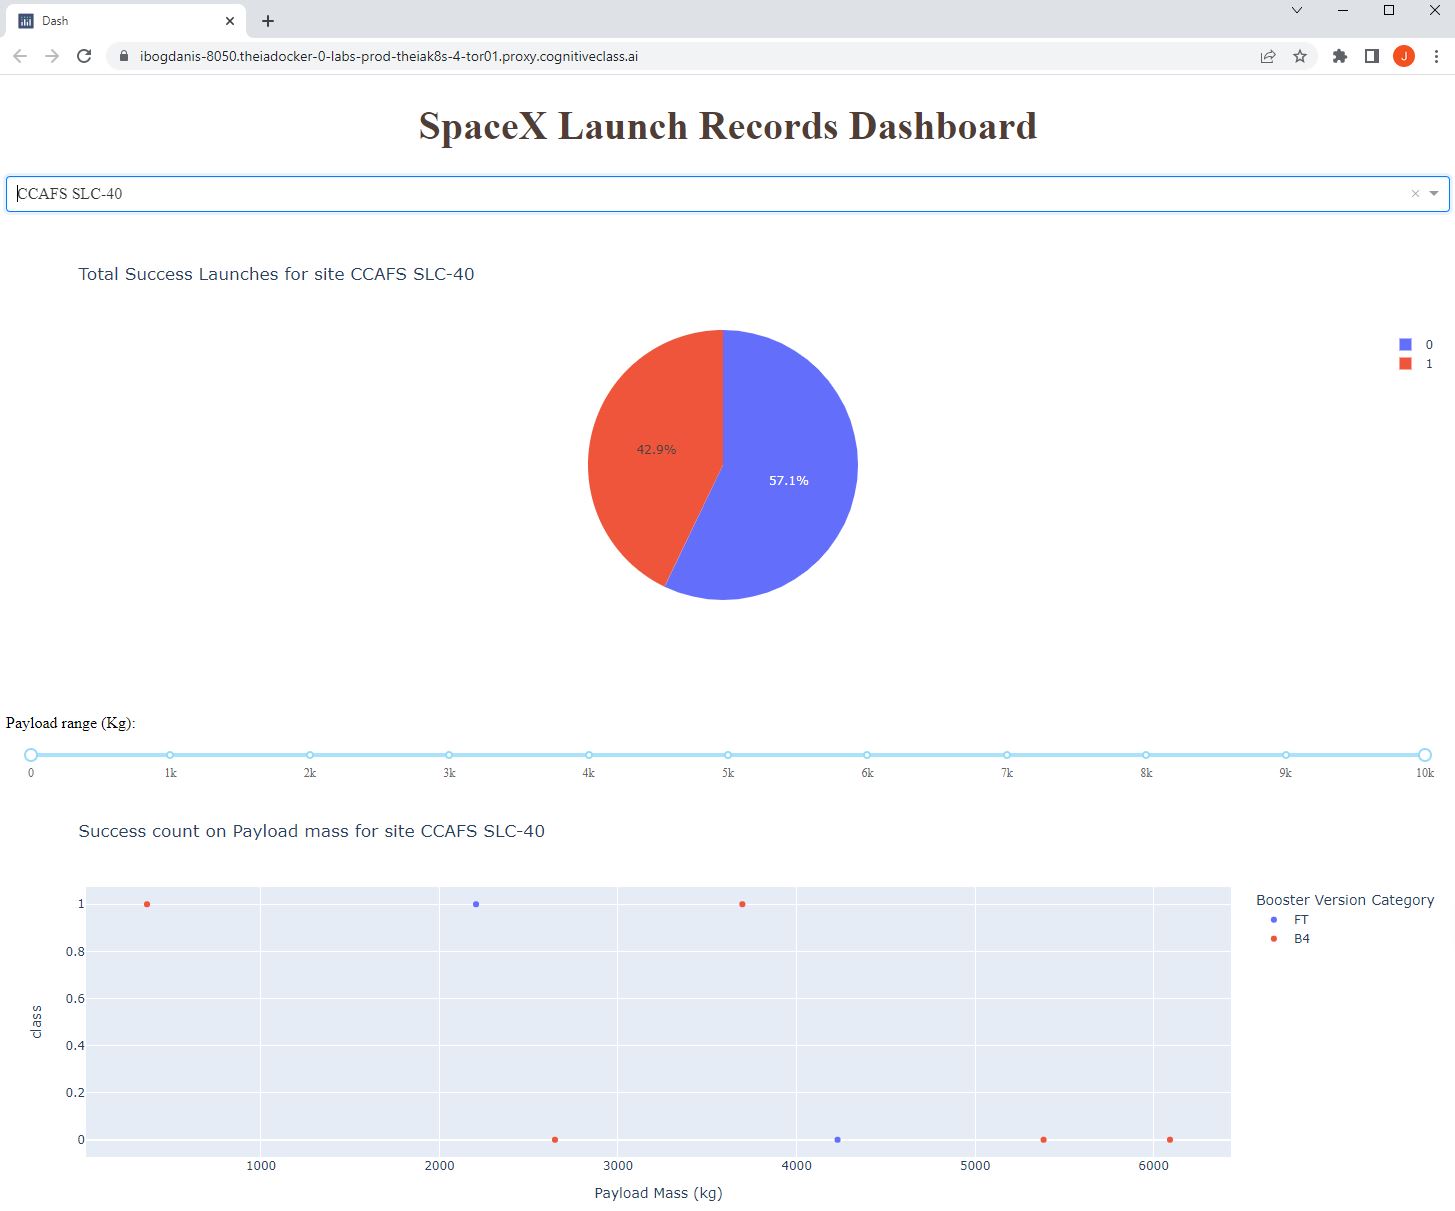 Dash
ibogdanis-8050.theiadocker-0-labs-prod-theiak8s-4-tor01.proxy.cognitiveclass.ai
J
SpaceX Launch Records Dashboard
CCAFS SLC-40
Total Success Launches for site CCAFS SLC-40
0
1
42.9%
57.1%
Payload range (Kg):
0 1k 2k 3k 4k 5k 6k 7k 8k 9k 10k
Success count on Payload mass for site CCAFS SLC-40
Booster Version Category
FT
B4
1
0.8
0.6
0.4
0.2
0
class
1000 2000 3000 4000 5000 6000
Payload Mass (kg)